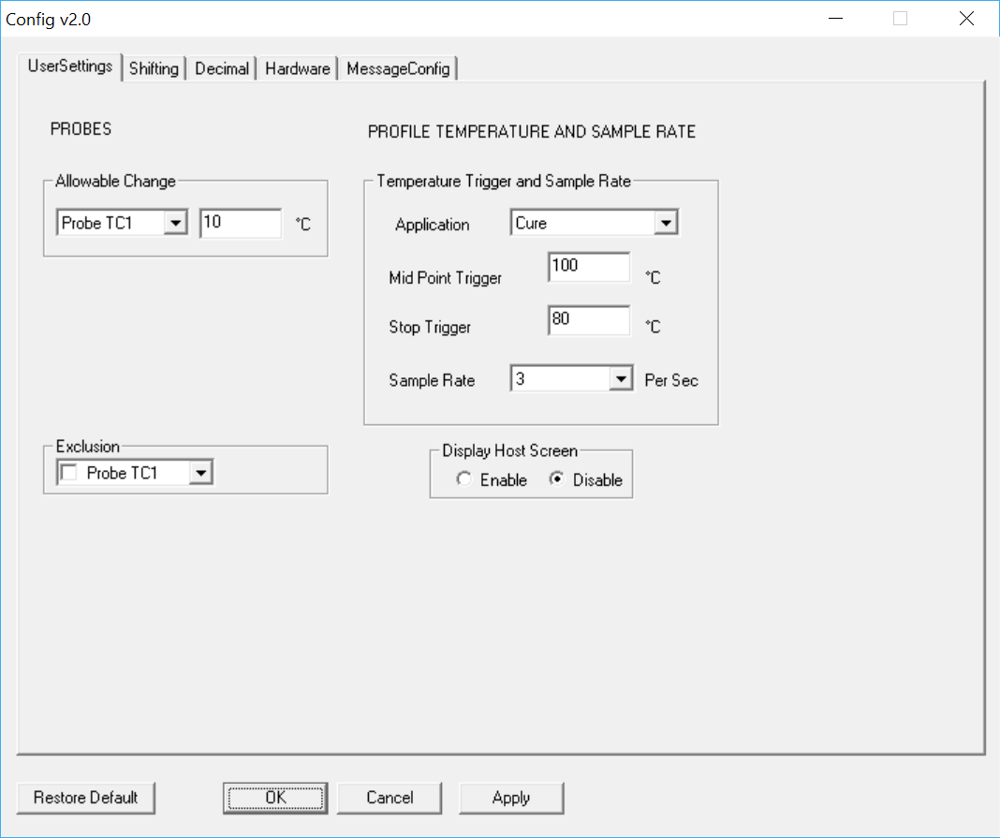 Config v2.0
UserSettings Shifting Decimal Hardware MessageConfig
PROBES
PROFILE TEMPERATURE AND SAMPLE RATE
Allowable Change
Probe TC1 10 °C
Temperature Trigger and Sample Rate
Application Cure
Mid Point Trigger 100 °C
Stop Trigger 80 °C
Sample Rate 3 Per Sec
Exclusion
Probe TC1
Display Host Screen
Enable Disable
Restore Default OK Cancel Apply